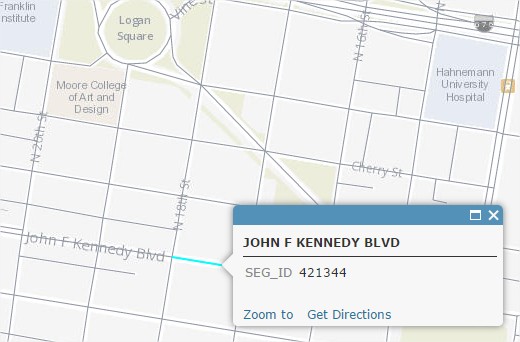 Franklin
Institute
Logan
Square
Vine St
N 16th St
N
676
Moore College
of Art and
Design
Hahnemann
University
Hospital
N 20th St
Cherry St
N 18th St
John F Kennedy Blvd
JOHN F KENNEDY BLVD
SEG_ID 421344
Zoom to Get Directions